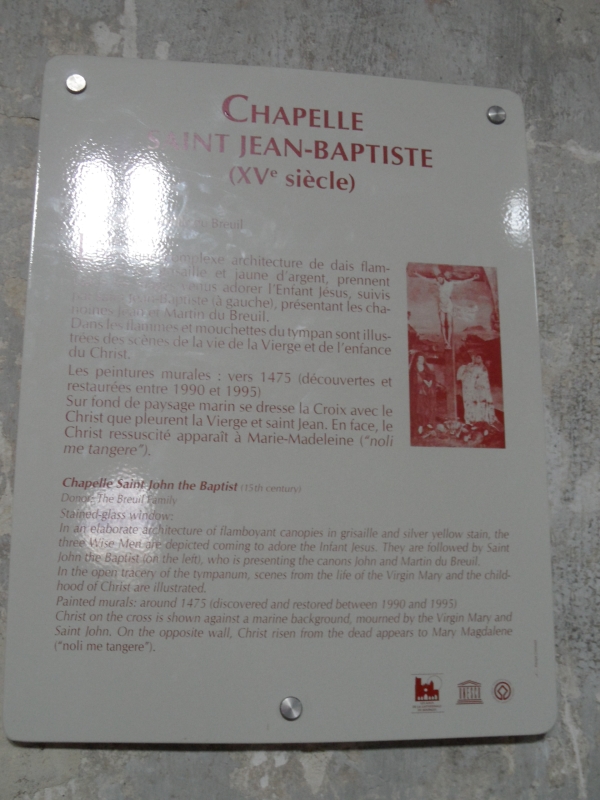 CHAPELLE
SAINT JEAN-BAPTISTE
(XVe siècle)
du Breuil
complexe architecture de dais flam-
et jaune d'argent, prennent
venus adorer l'Enfant Jésus, suivis
Baptiste (à gauche), présentant les cha-
noines Jean et Martin du Breuil.
Dans les flammes et mouchettes du tympan sont illus-
trées des scènes de la vie de la Vierge et de l'enfance
du Christ.
Les peintures murales : vers 1475 (découvertes et
restaurées entre 1990 et 1995)
Sur fond de paysage marin se dresse la Croix avec le
Christ que pleurent la Vierge et saint Jean. En face, le
Christ ressuscité apparaît à Marie-Madeleine ("noli
me tangere").
Chapelle Saint John the Baptist (15th century)
Donor: The Breuil Family
Stained-glass window:
In an elaborate architecture of flamboyant canopies in grisaille and silver yellow stain, the
three Wise Men are depicted coming to adore the Infant Jesus. They are followed by Saint
John the Baptist (on the left), who is presenting the canons John and Martin du Breuil.
In the open tracery of the tympanum, scenes from the life of the Virgin Mary and the child-
hood of Christ are illustrated.
Painted murals: around 1475 (discovered and restored between 1990 and 1995)
Christ on the cross is shown against a marine background, mourned by the Virgin Mary and
Saint John. On the opposite wall, Christ risen from the dead appears to Mary Magdalene
("noli me tangere").